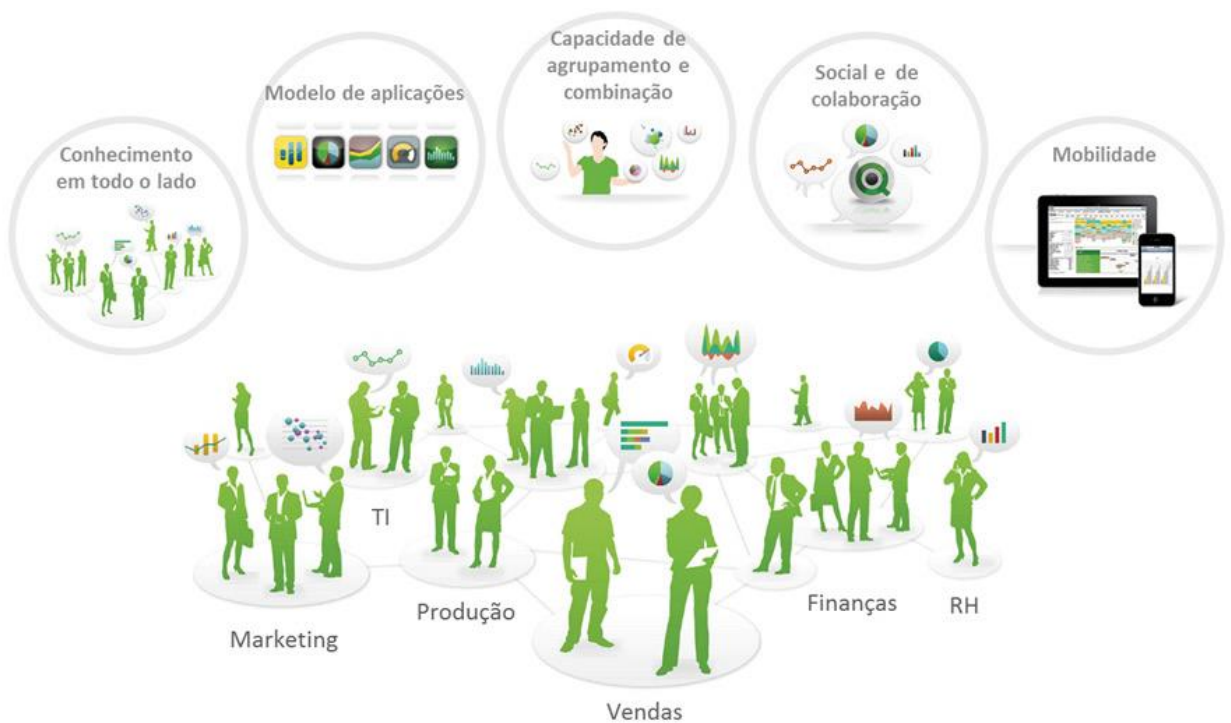 Conhecimento
em todo o lado
Modelo de aplicações
Capacidade de
agrupamento e
combinação
Social e de
colaboração
Mobilidade
TI
Marketing
Produção
Vendas
Finanças
RH